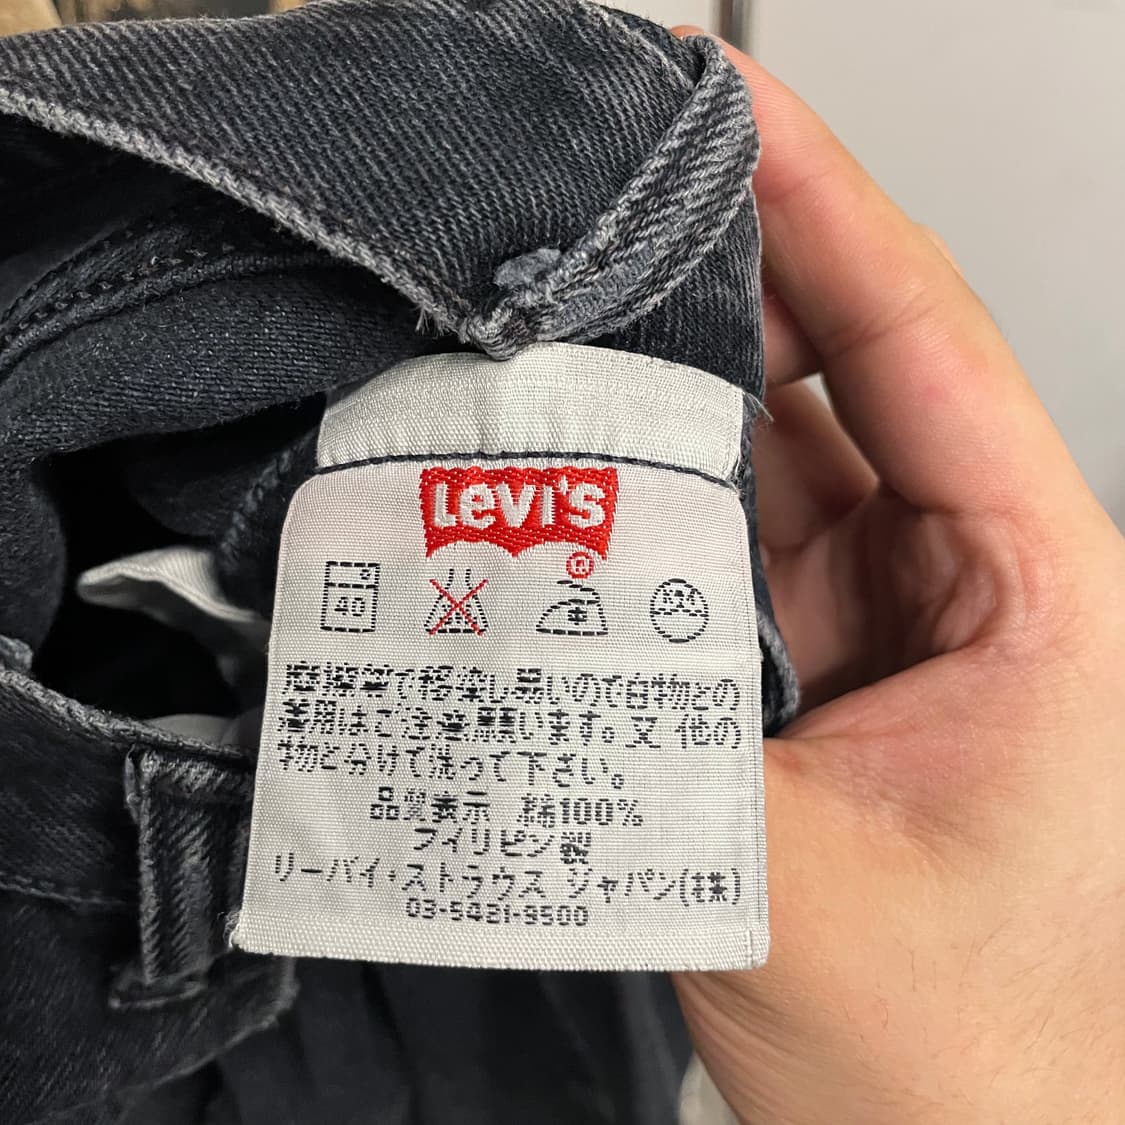 Levi's
®
40
摩擦等で移染し易いので白物との
着用はご注意願います。又 他の
物と分けて洗って下さい。
品質表示 綿100%
フィリピン製
リーバイ・ストラウス ジャパン(株)
03-5421-9500